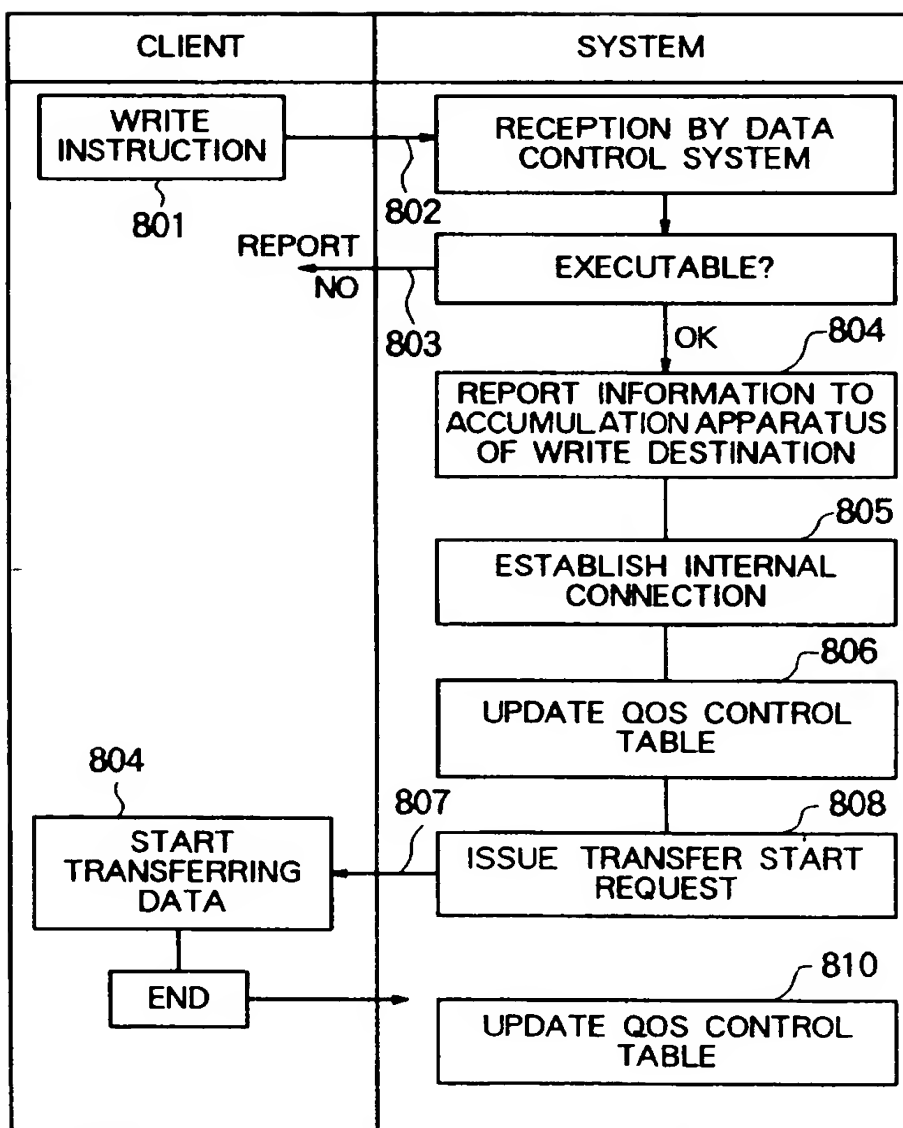 CLIENT
SYSTEM
WRITE
INSTRUCTION
801
802
RECEPTION BY DATA
CONTROL SYSTEM
REPORT
NO
803
EXECUTABLE?
OK
804
REPORT INFORMATION TO
ACCUMULATION APPARATUS
OF WRITE DESTINATION
805
ESTABLISH INTERNAL
CONNECTION
806
UPDATE QOS CONTROL
TABLE
804
START
TRANSFERRING
DATA
807
808
ISSUE TRANSFER START
REQUEST
END
810
UPDATE QOS CONTROL
TABLE